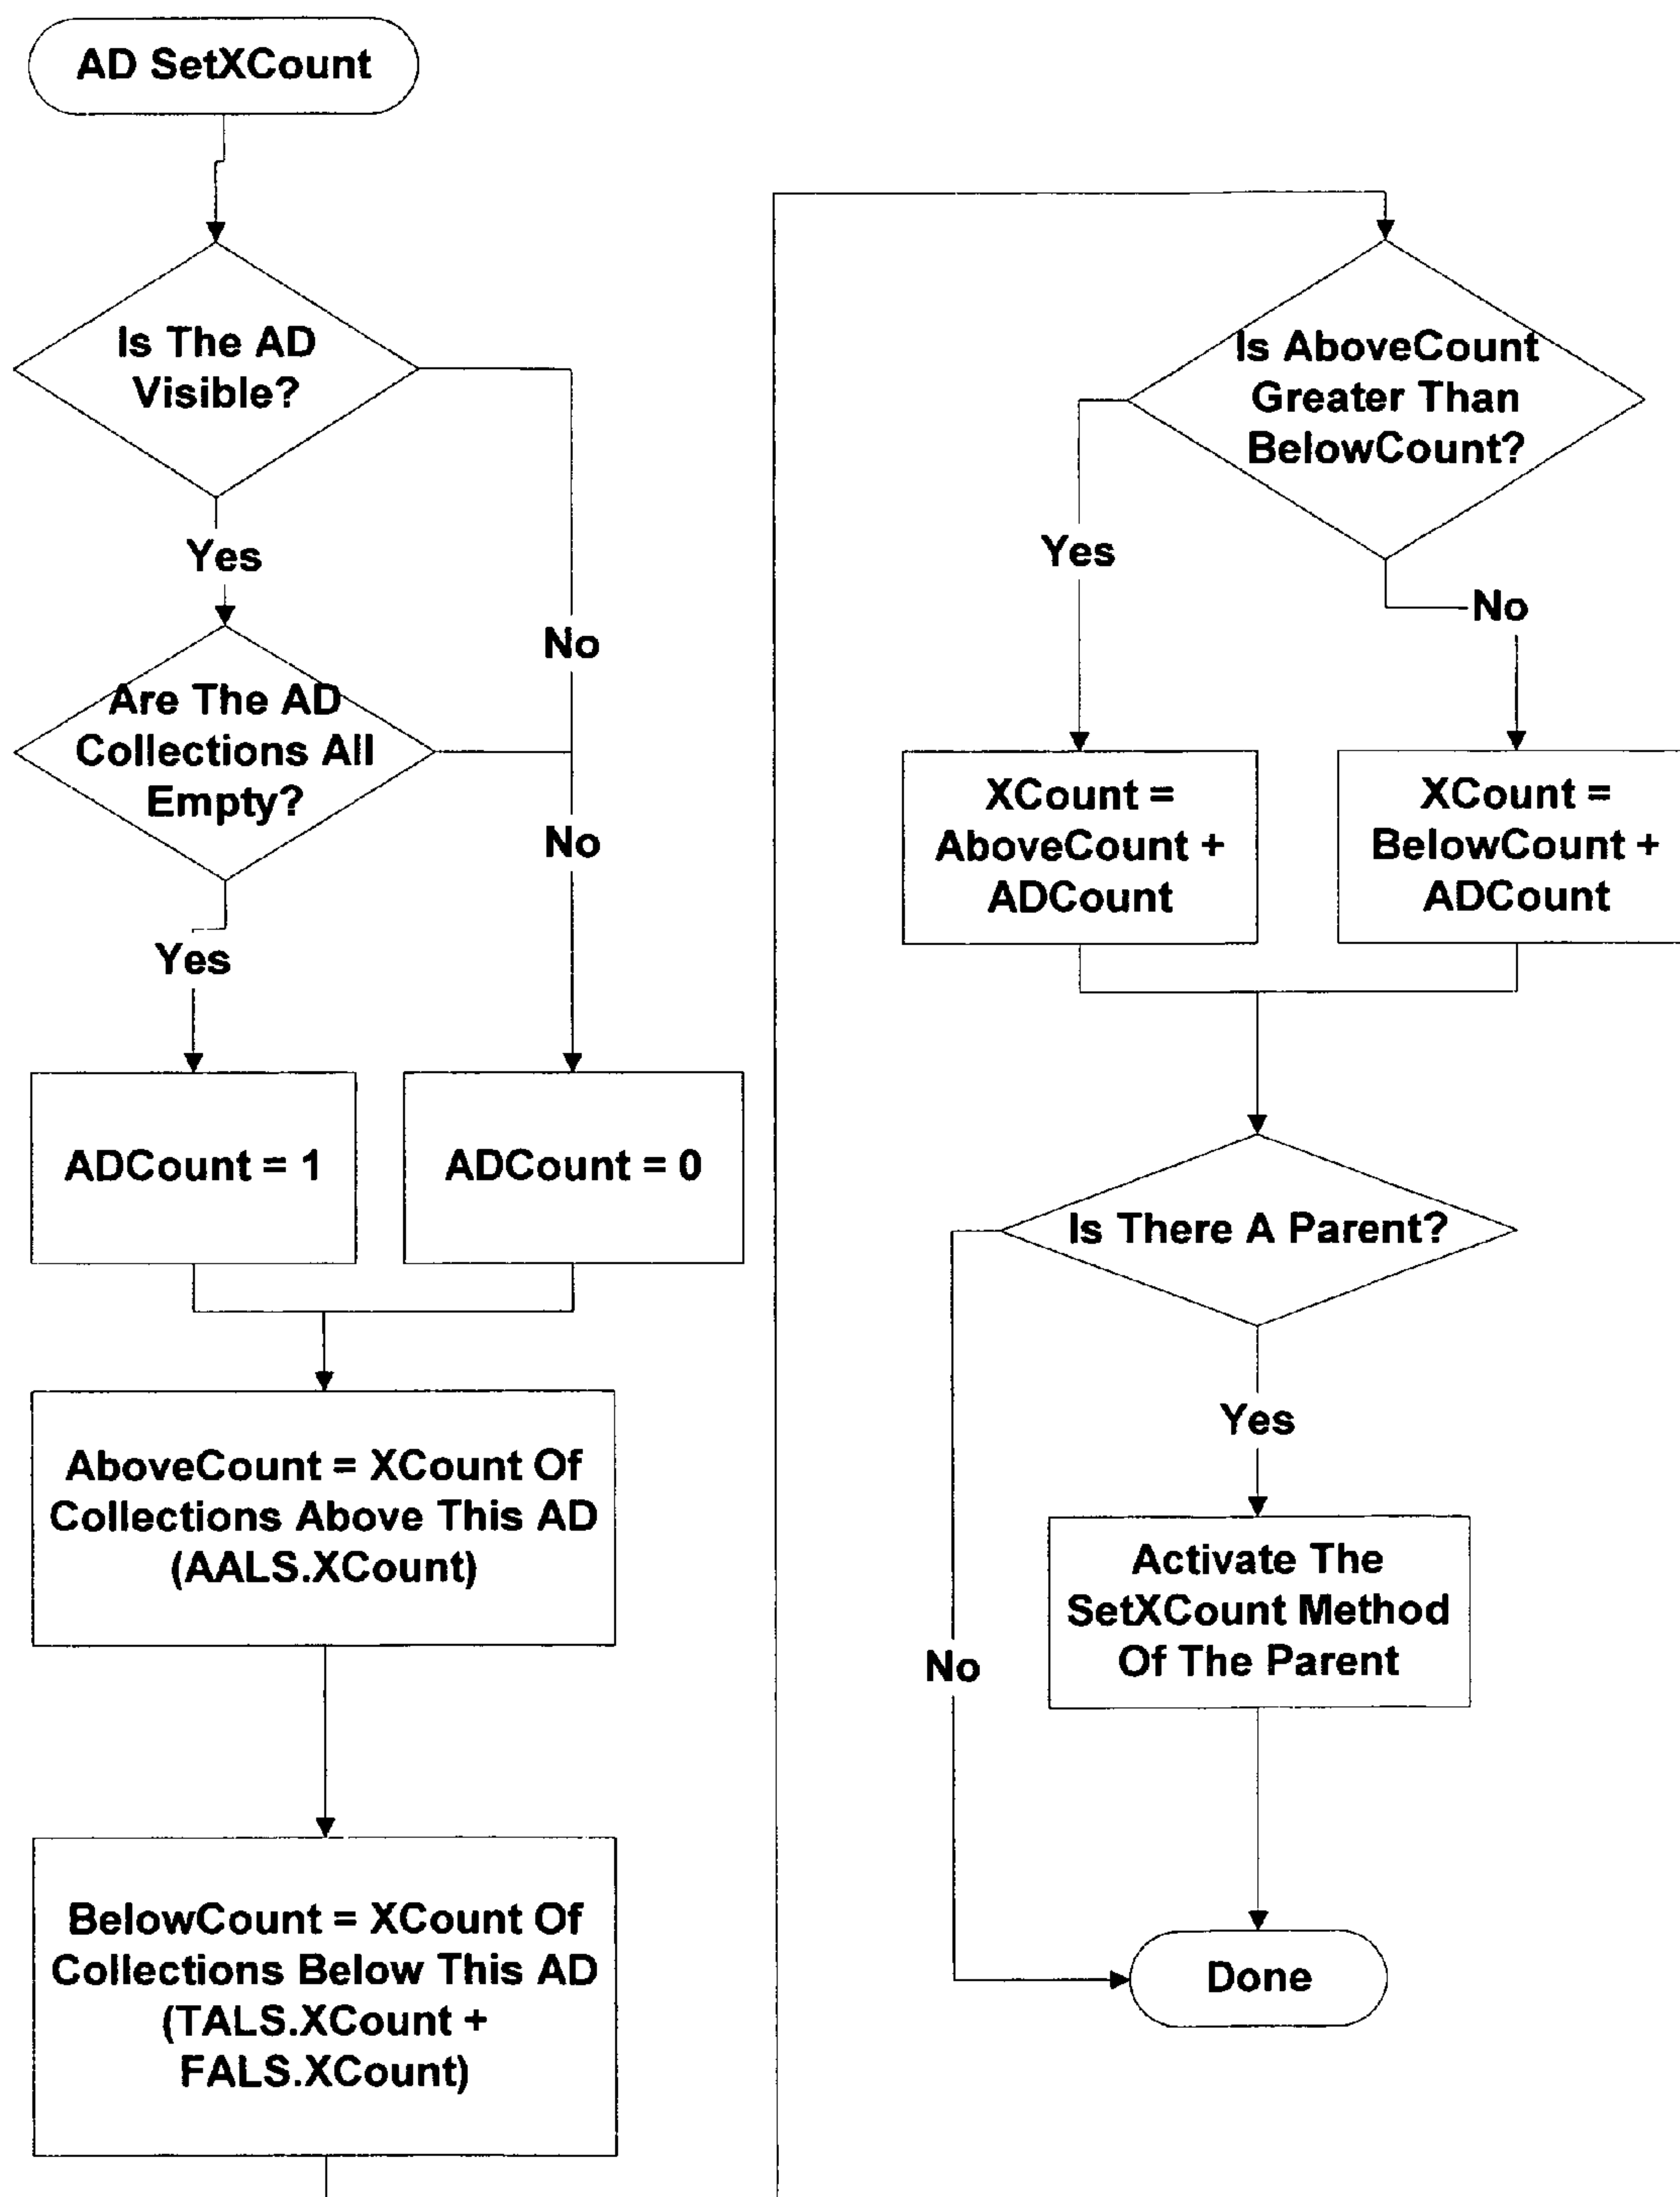 AD SetXCount
Is The AD
Visible?
Yes
No
Are The AD
Collections All
Empty?
No
Yes
ADCount = 1
ADCount = 0
AboveCount = XCount Of
Collections Above This AD
(AALS.XCount)
BelowCount = XCount Of
Collections Below This AD
(TALS.XCount +
FALS.XCount)
Is AboveCount
Greater Than
BelowCount?
Yes
No
XCount =
AboveCount +
ADCount
XCount =
BelowCount +
ADCount
Is There A Parent?
Yes
Activate The
SetXCount Method
Of The Parent
No
Done